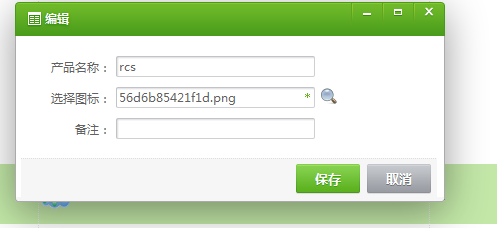 编辑
产品名称： rcs
选择图标： 56d6b85421f1d.png *
备注：
保存 取消